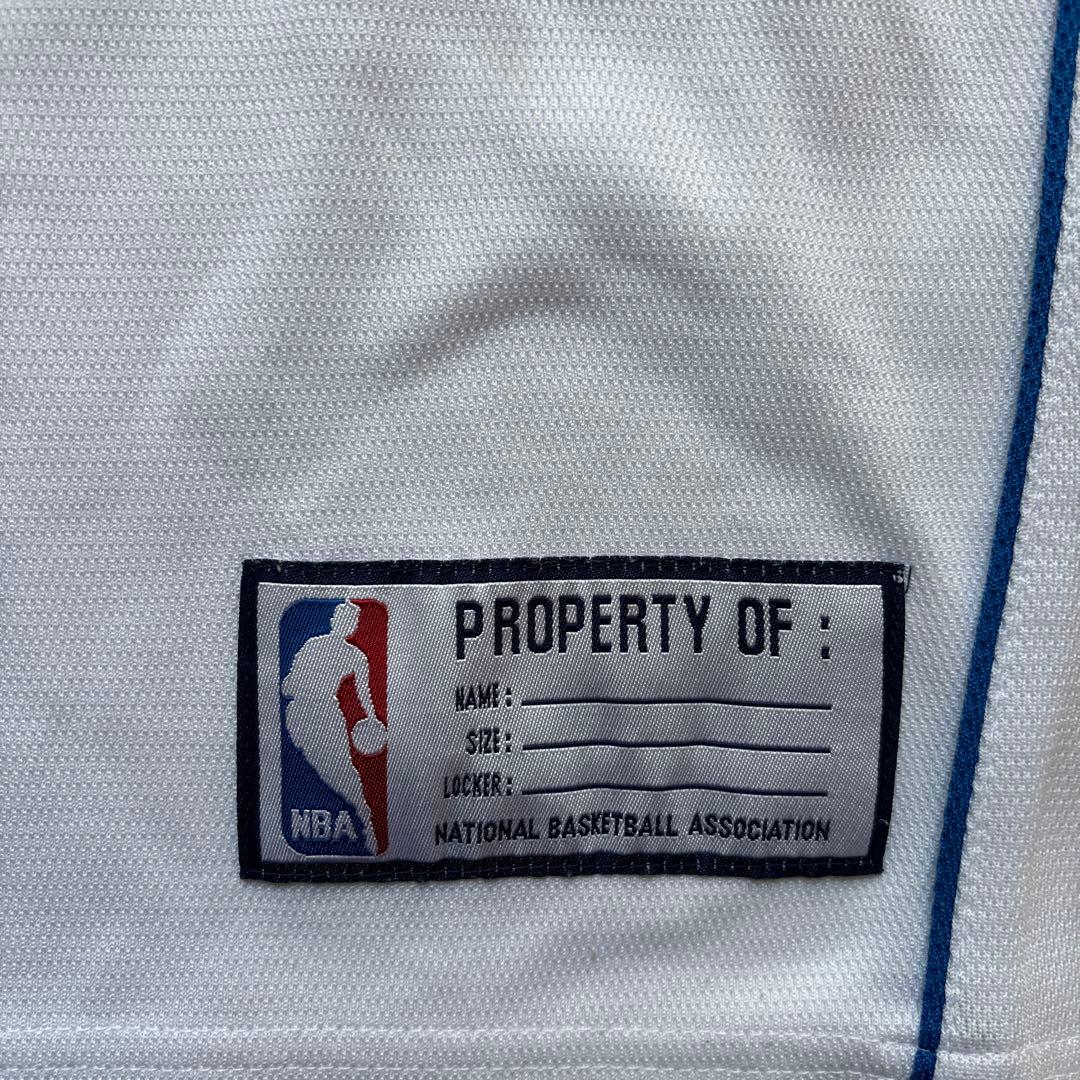 PROPERTY OF :
NAME :
SIZE :
LOCKER :
NBA
NATIONAL BASKETBALL ASSOCIATION